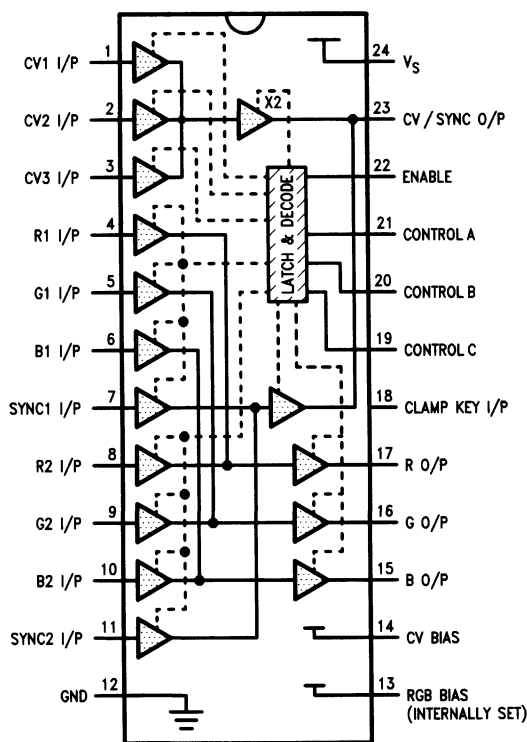 1
CV1 I/P
2
CV2 I/P
3
CV3 I/P
4
R1 I/P
5
G1 I/P
6
B1 I/P
7
SYNC1 I/P
8
R2 I/P
9
G2 I/P
10
B2 I/P
11
SYNC2 I/P
12
GND
X2
LATCH & DECODE
24
VS
23
CV/SYNC O/P
22
ENABLE
21
CONTROL A
20
CONTROL B
19
CONTROL C
18
CLAMP KEY I/P
17
R O/P
16
G O/P
15
B O/P
14
CV BIAS
13
RGB BIAS
(INTERNALLY SET)